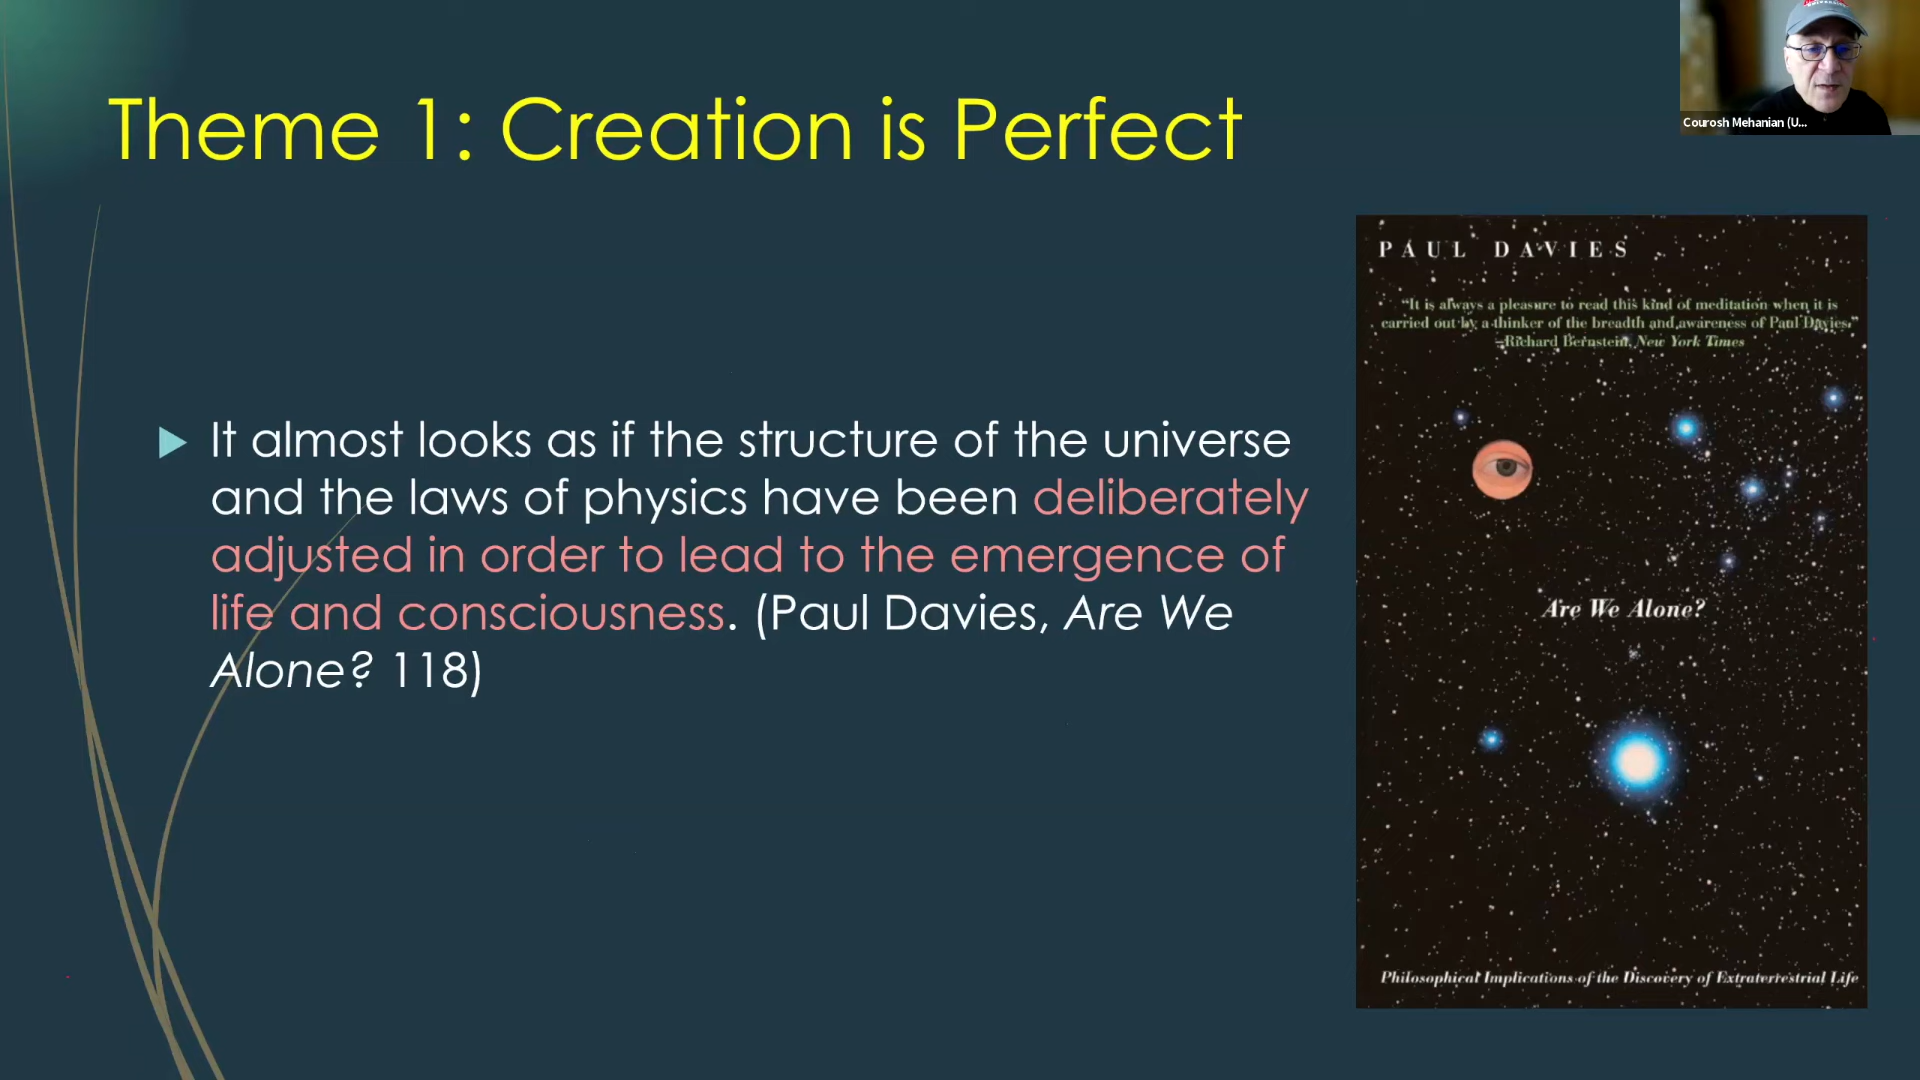 Theme 1: Creation is Perfect
It almost looks as if the structure of the universe
and the laws of physics have been deliberately
adjusted in order to lead to the emergence of
life and consciousness. (Paul Davies, Are We
Alone? 118)
PAUL DAVIES
“It is always a pleasure to read this kind of meditation when it is
carried out by a thinker of the breadth and awareness of Paul Davies.”
–Richard Bernstein, New York Times
Are We Alone?
Philosophical Implications of the Discovery of Extraterrestrial Life
Courosh Mehanian (U...